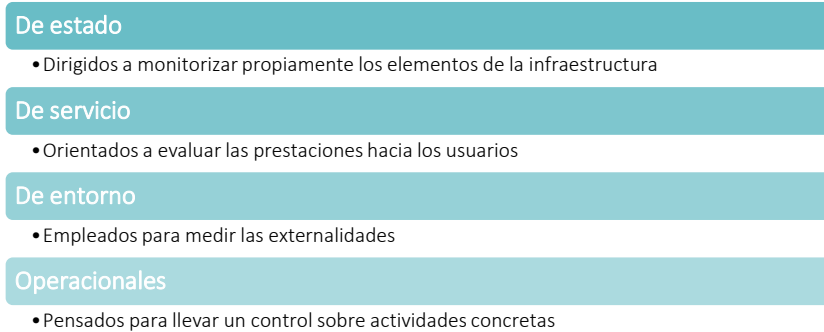 De estado
•Dirigidos a monitorizar propiamente los elementos de la infraestructura
De servicio
•Orientados a evaluar las prestaciones hacia los usuarios
De entorno
•Empleados para medir las externalidades
Operacionales
•Pensados para llevar un control sobre actividades concretas